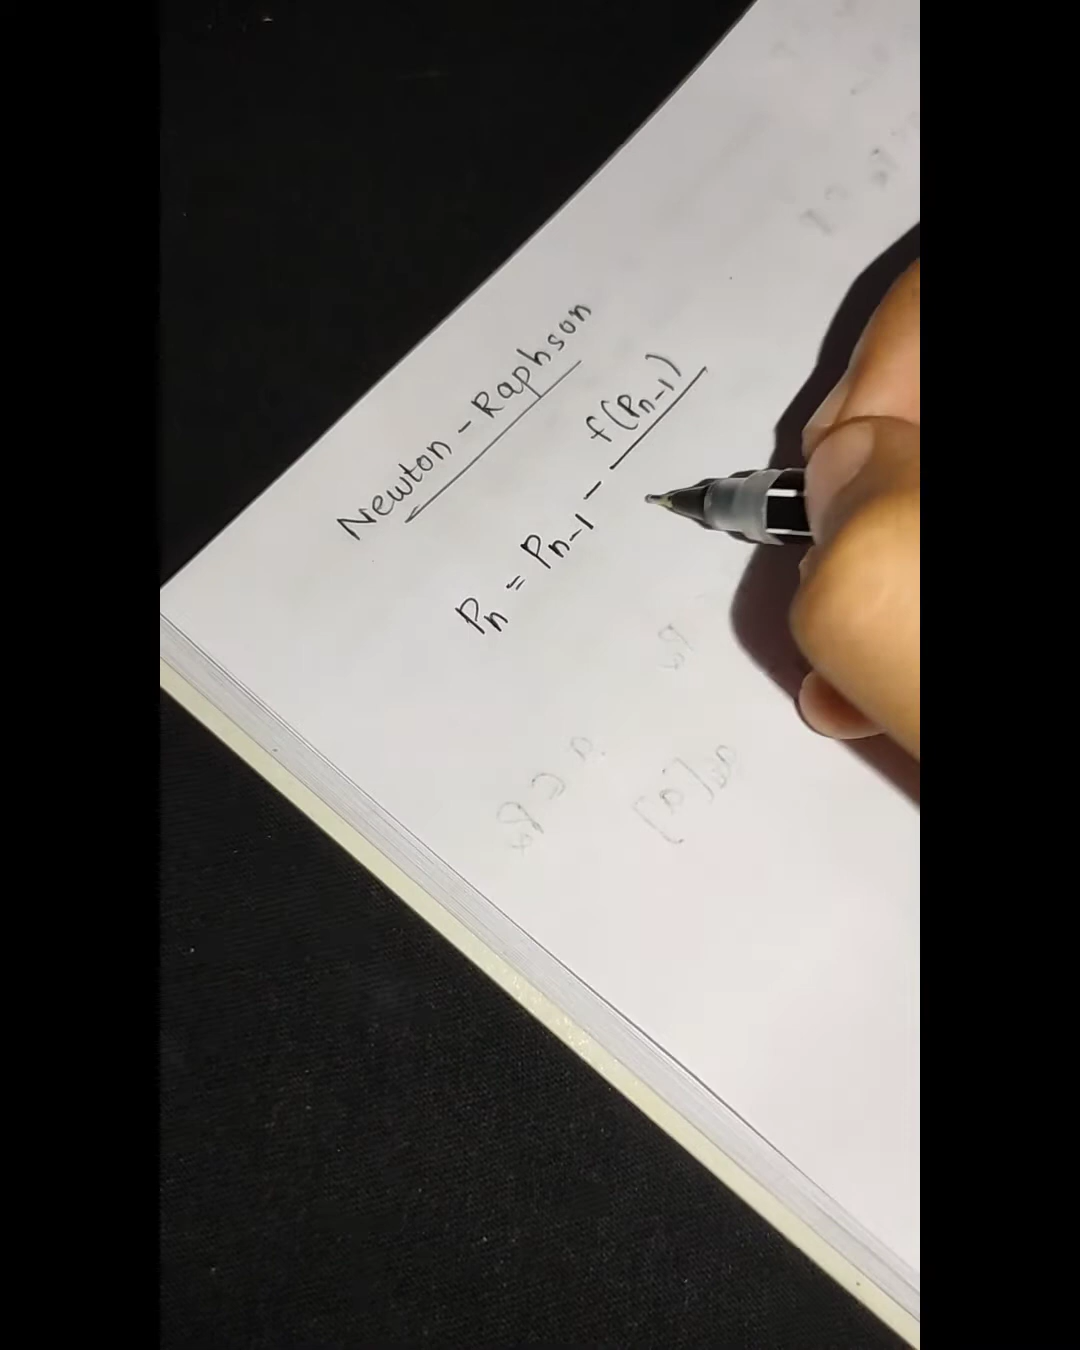 Newton - Raphson
Pn = Pn-1 - f(Pn-1)